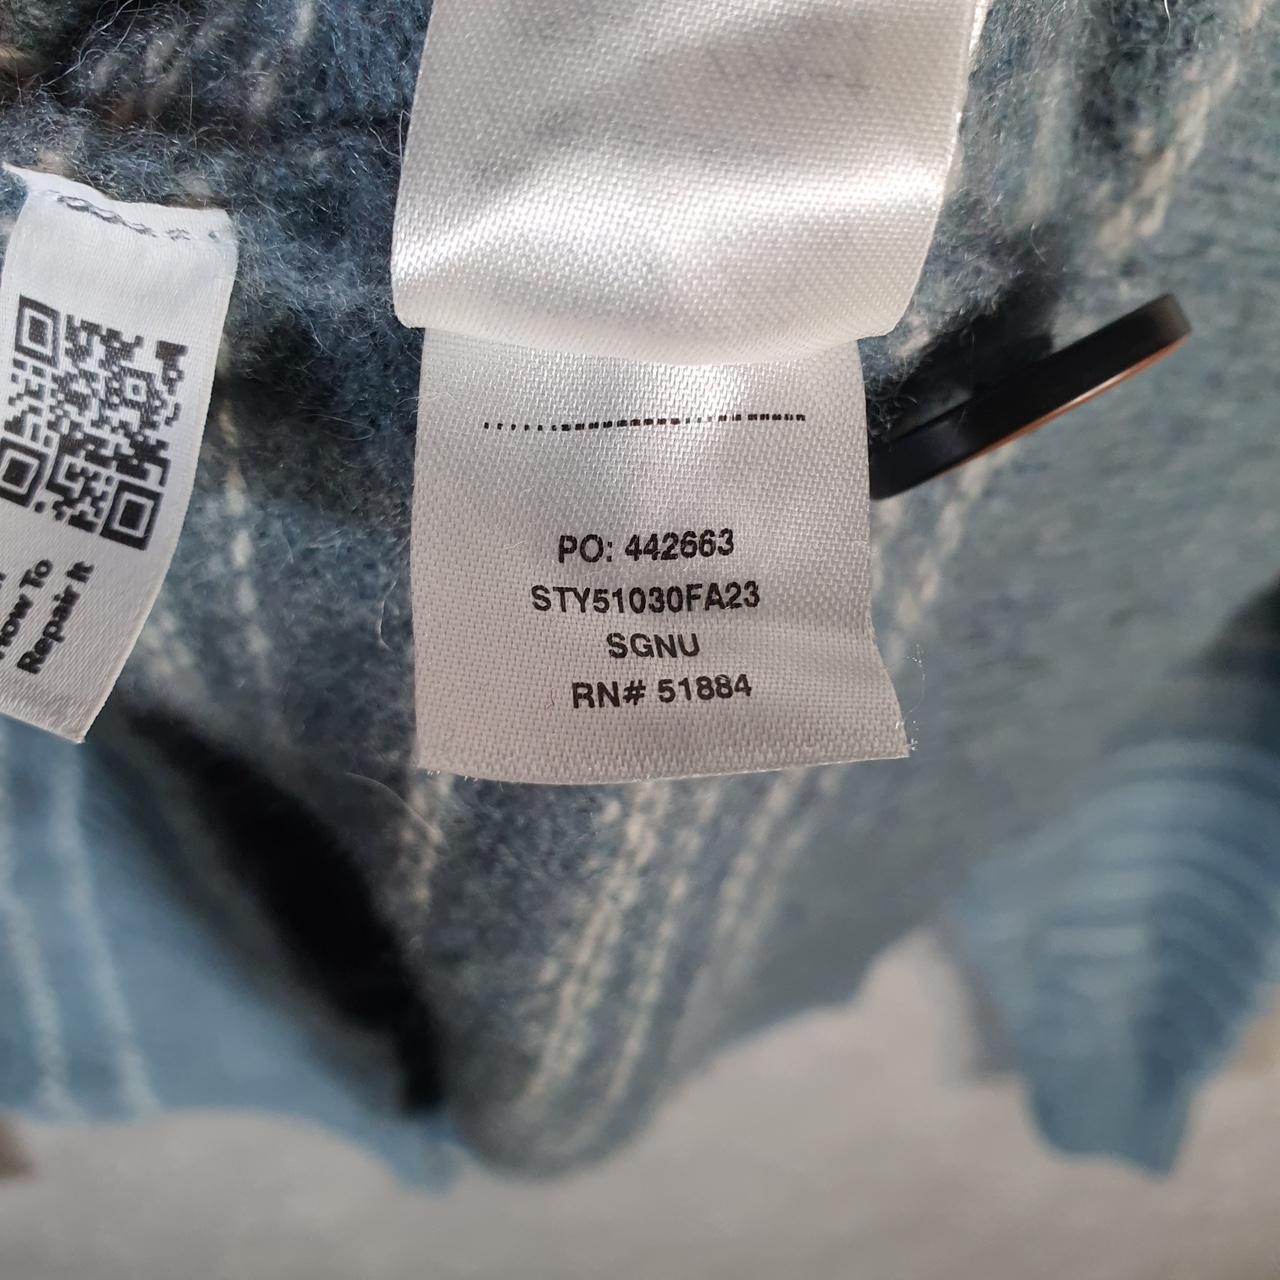 How To
Repair It
PO: 442663
STY51030FA23
SGNU
RN# 51884